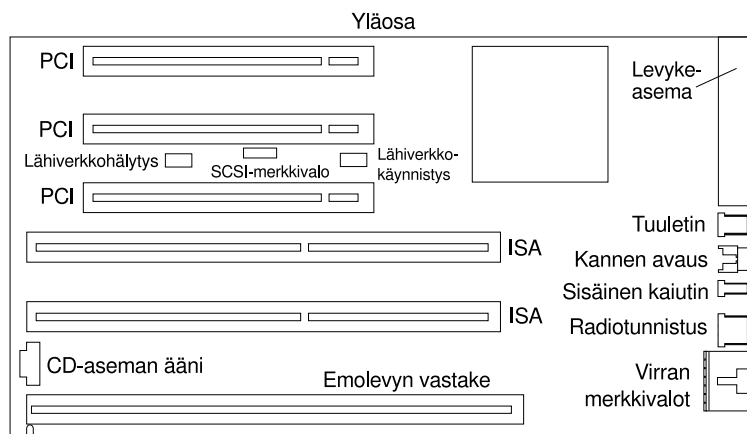 Yläosa
PCI
Levyke-
asema
PCI
Lähiverkkohälytys
SCSI-merkkivalo
Lähiverkko-
käynnistys
PCI
Tuuletin
ISA
Kannen avaus
Sisäinen kaiutin
ISA
Radiotunnistus
CD-aseman ääni
Emolevyn vastake
Virran
merkkivalot